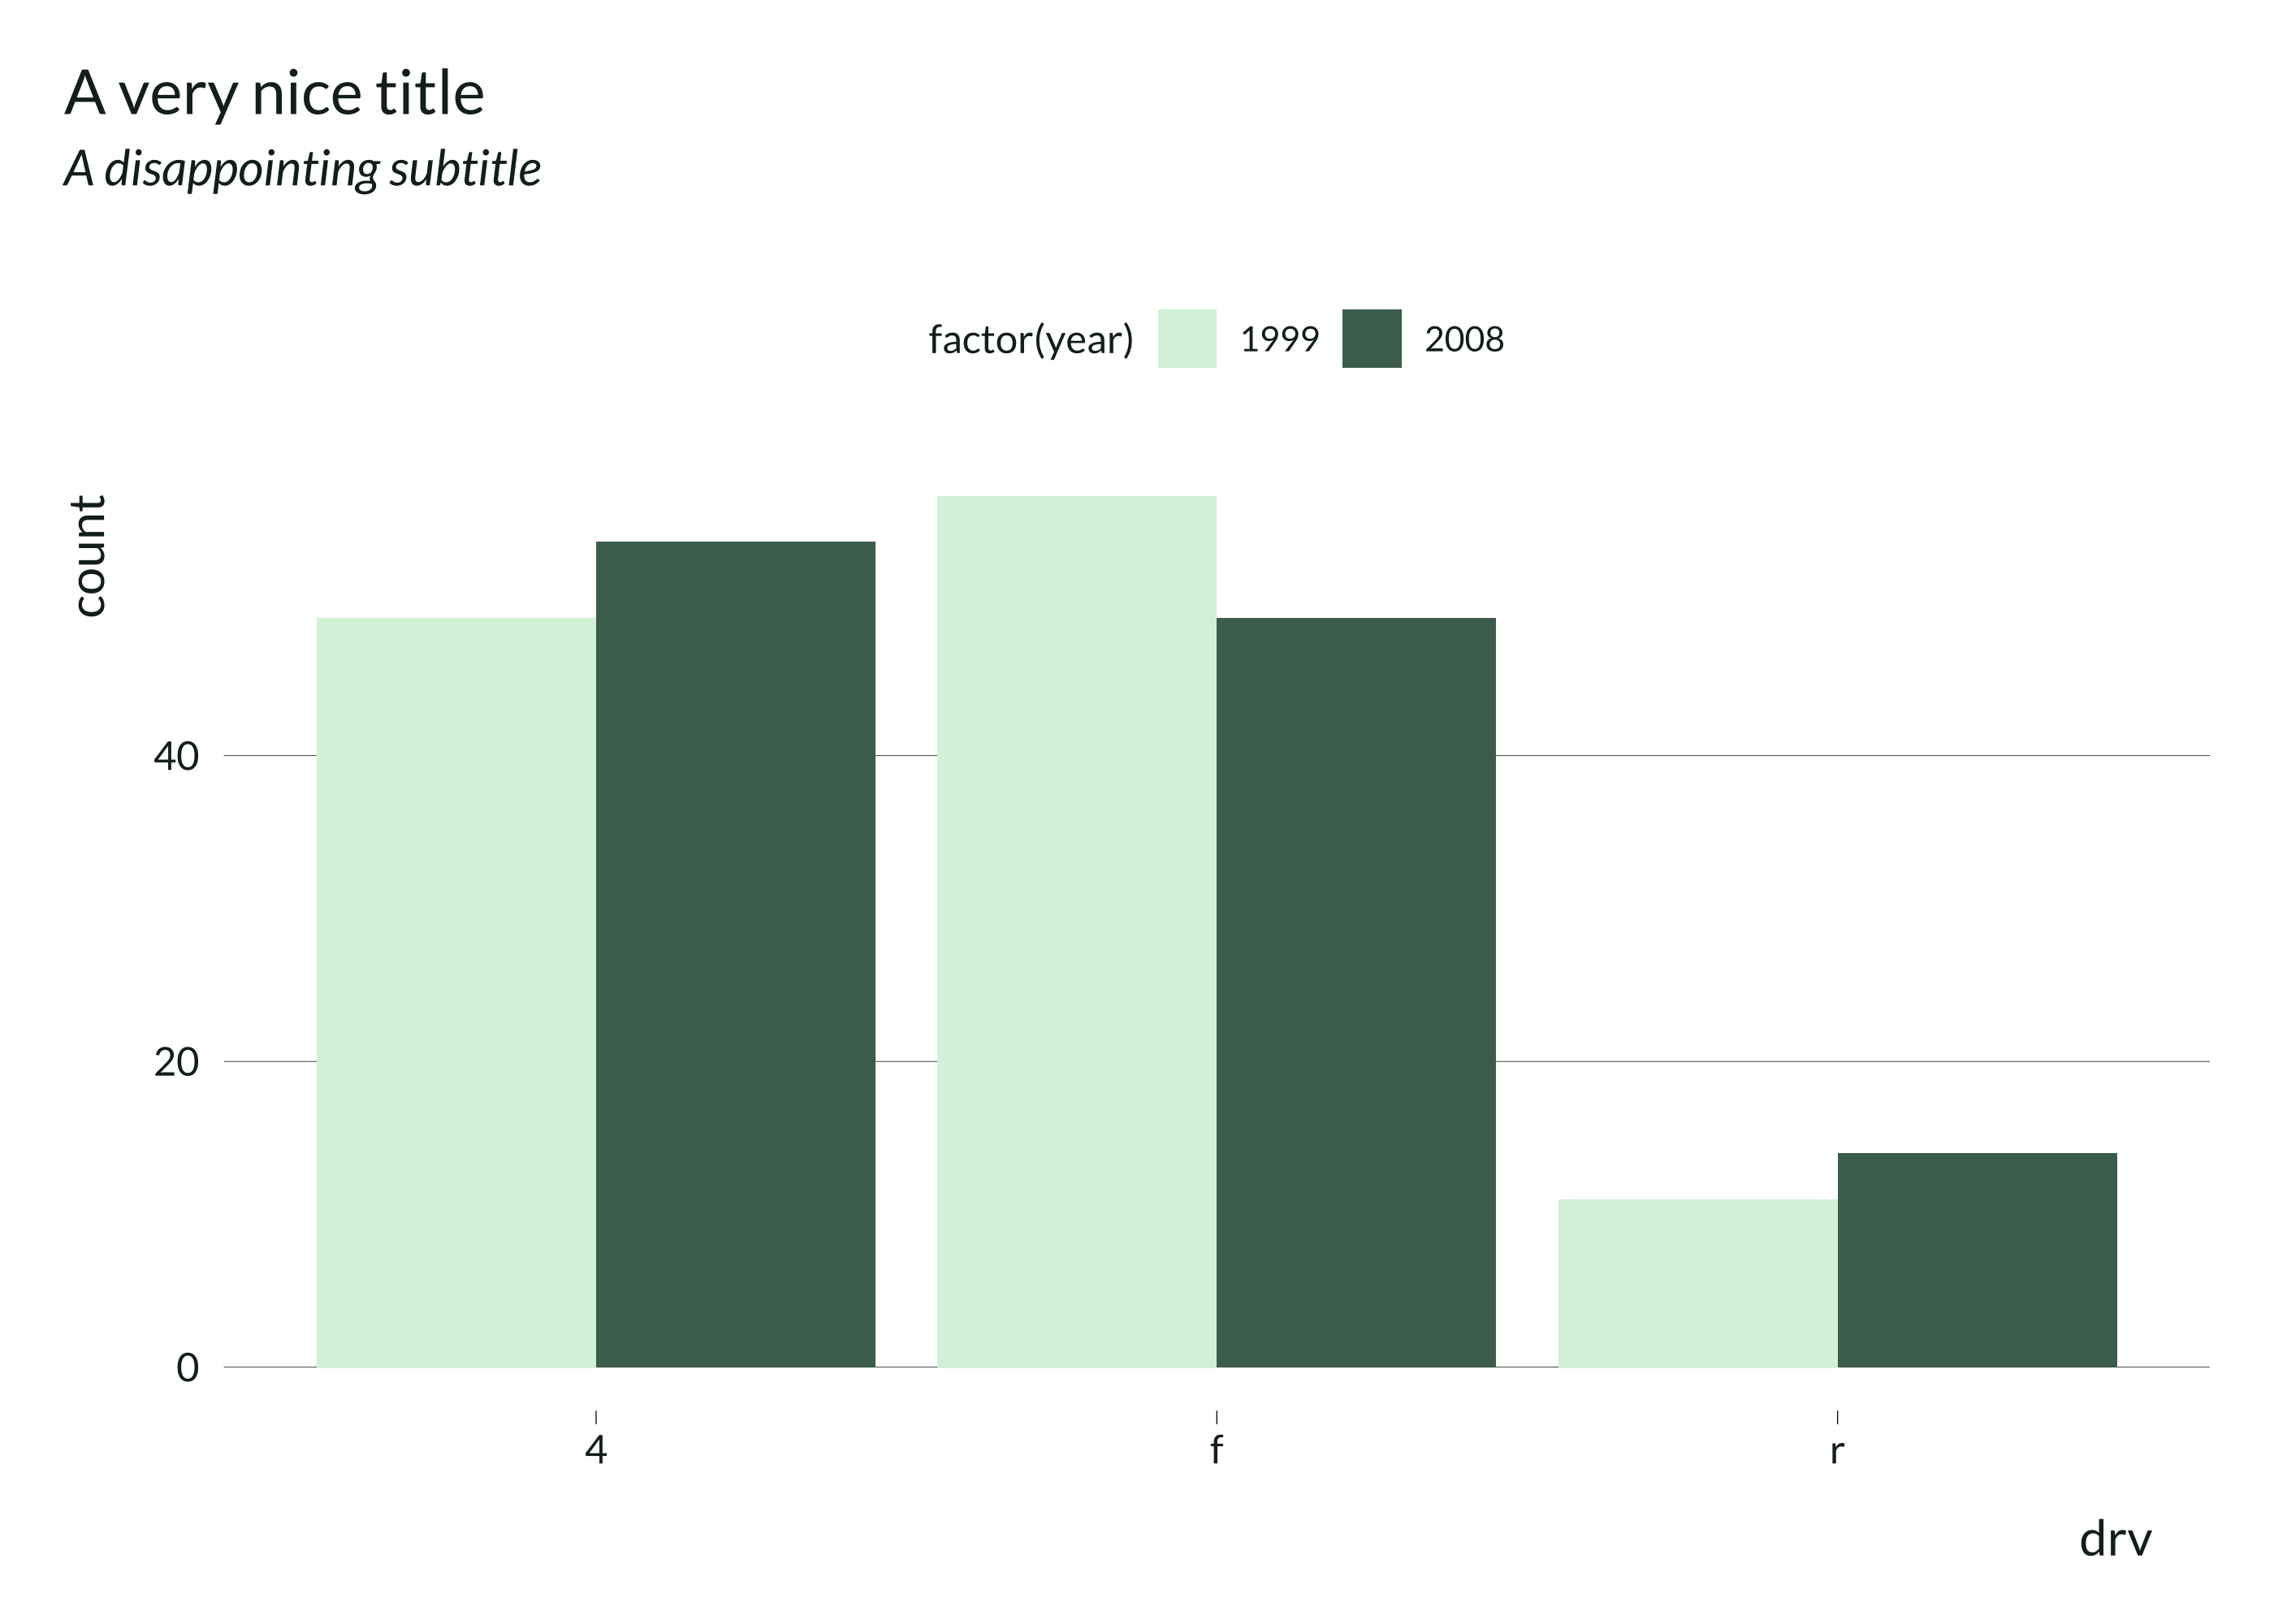 A very nice title
A disappointing subtitle
factor(year) 1999 2008
count
40
20
0
4 f r
drv